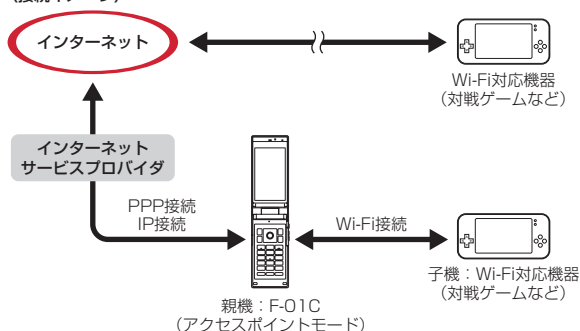 インターネット
Wi-Fi対応機器
（対戦ゲームなど）
インターネット
サービスプロバイダ
PPP接続
IP接続
Wi-Fi接続
子機：Wi-Fi対応機器
（対戦ゲームなど）
親機：F-01C
（アクセスポイントモード）